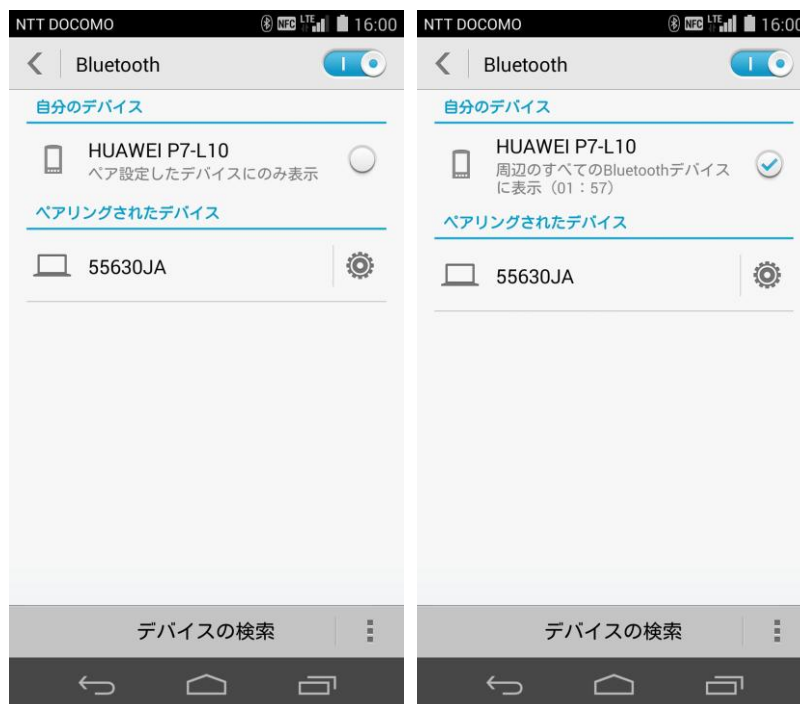 NTT DOCOMO NFC LTE 16:00
Bluetooth
自分のデバイス
HUAWEI P7-L10
ペア設定したデバイスにのみ表示
ペアリングされたデバイス
55630JA
デバイスの検索
NTT DOCOMO NFC LTE 16:00
Bluetooth
自分のデバイス
HUAWEI P7-L10
周辺のすべてのBluetoothデバイス
に表示（01：57）
ペアリングされたデバイス
55630JA
デバイスの検索